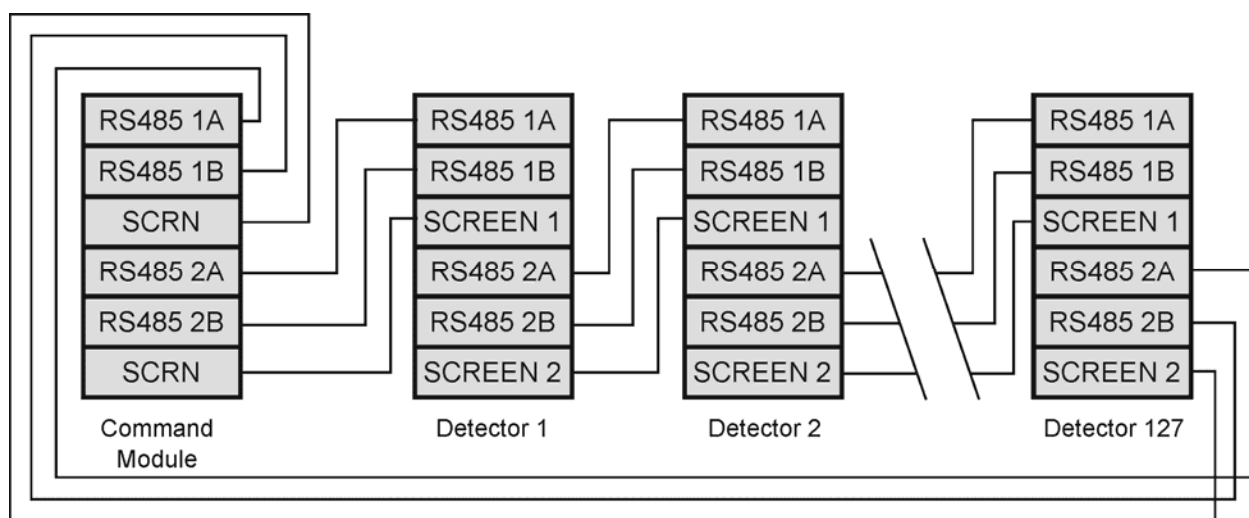 RS485 1A
RS485 1B
SCRN
RS485 2A
RS485 2B
SCRN
Command
Module
RS485 1A
RS485 1B
SCREEN 1
RS485 2A
RS485 2B
SCREEN 2
Detector 1
RS485 1A
RS485 1B
SCREEN 1
RS485 2A
RS485 2B
SCREEN 2
Detector 2
RS485 1A
RS485 1B
SCREEN 1
RS485 2A
RS485 2B
SCREEN 2
Detector 127